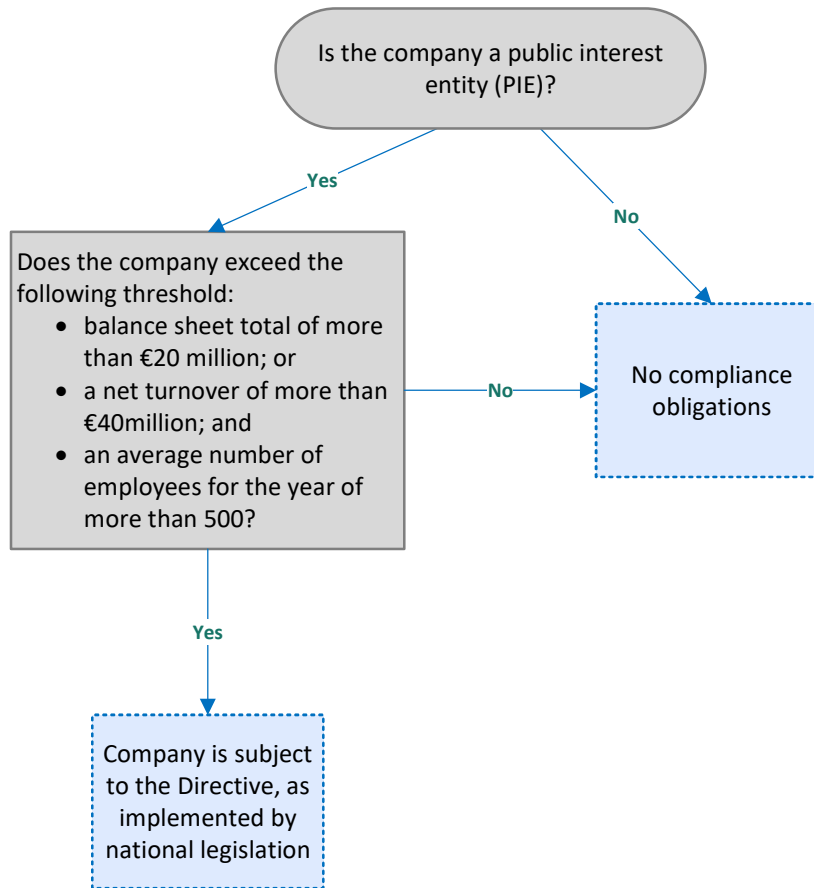 Is the company a public interest
entity (PIE)?
Yes
No
Does the company exceed the
following threshold:
• balance sheet total of more
than €20 million; or
• a net turnover of more than
€40million; and
• an average number of
employees for the year of
more than 500?
No
No compliance
obligations
Yes
Company is subject
to the Directive, as
implemented by
national legislation